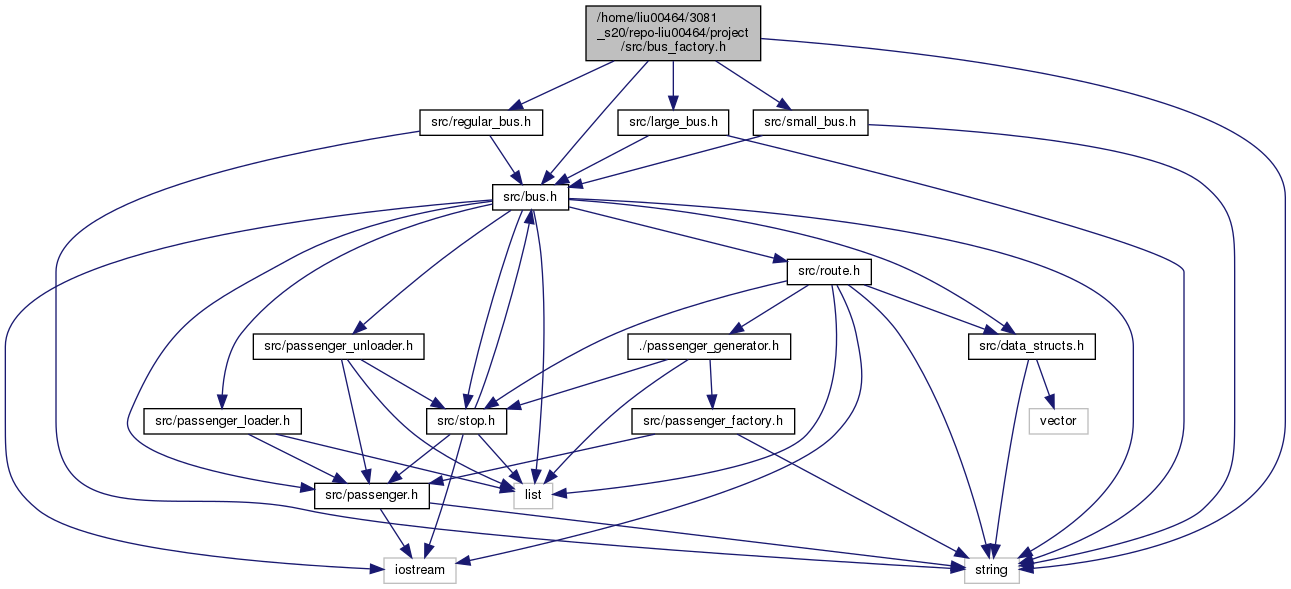 /home/liu00464/3081
_s20/repo-liu00464/project
/src/bus_factory.h
src/regular_bus.h
src/large_bus.h
src/small_bus.h
src/bus.h
src/route.h
src/passenger_unloader.h
./passenger_generator.h
src/data_structs.h
src/passenger_loader.h
src/stop.h
src/passenger_factory.h
vector
src/passenger.h
list
iostream
string